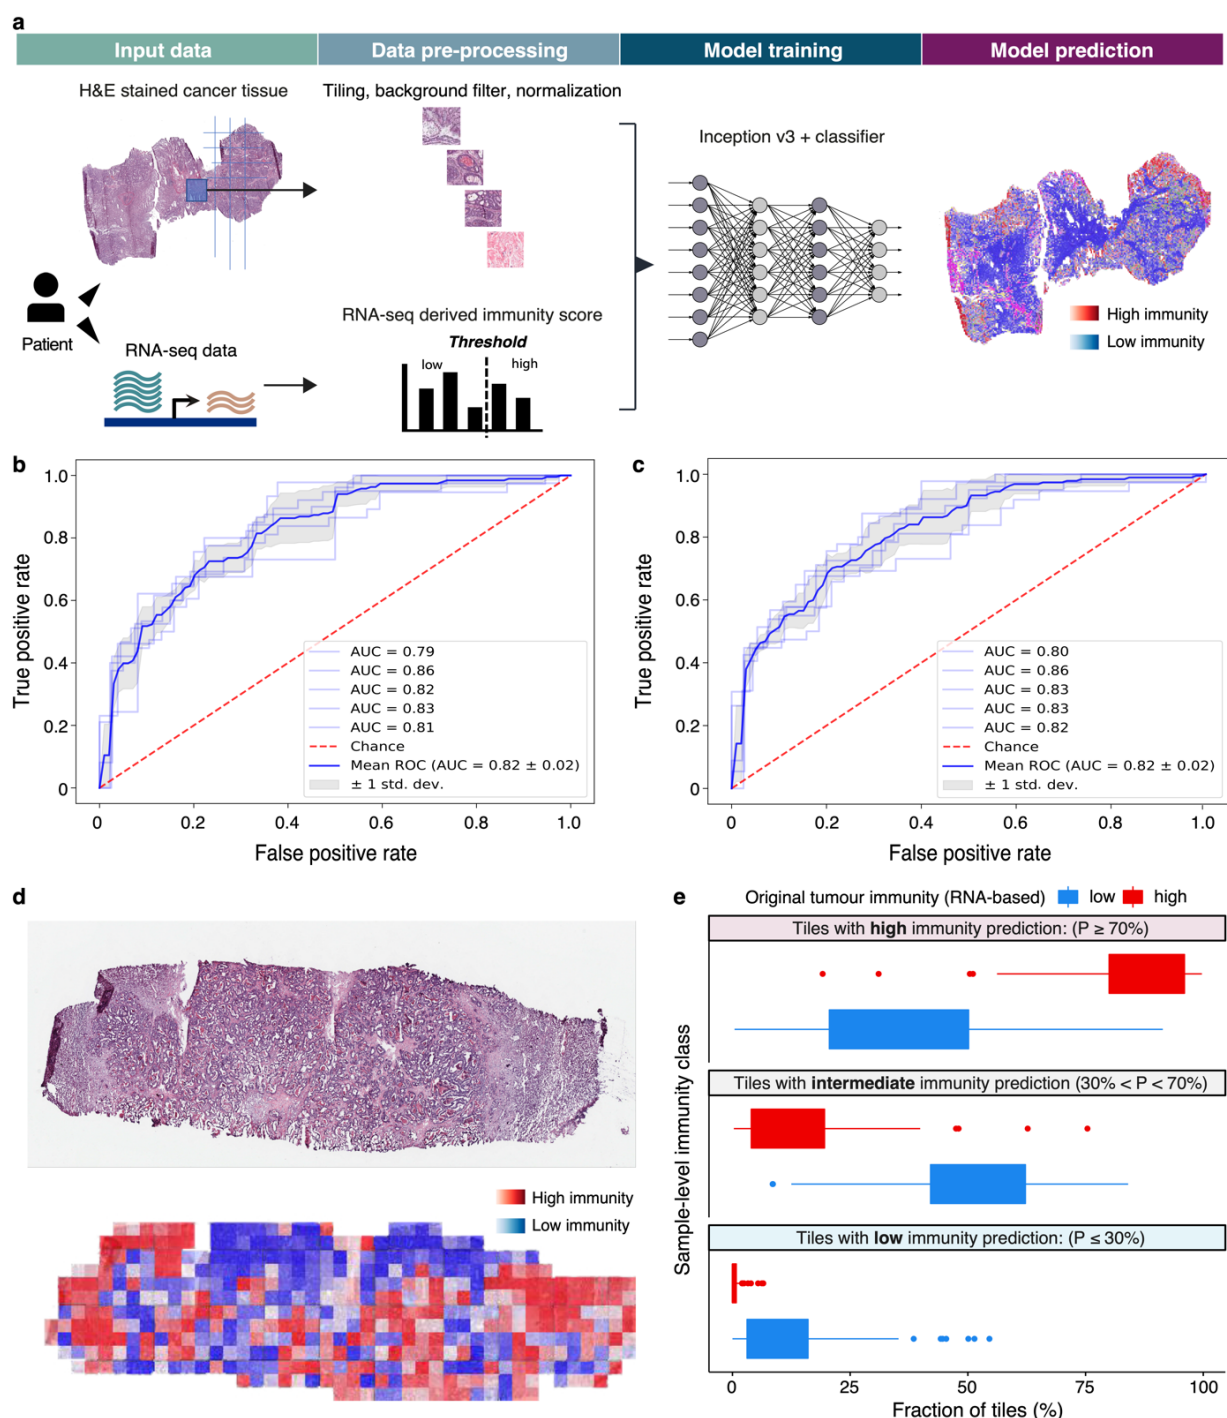 a
Input data
Data pre-processing
Model training
Model prediction
H&E stained cancer tissue
Tiling, background filter, normalization
Inception v3 + classifier
Patient
RNA-seq data
RNA-seq derived immunity score
Threshold
low
high
High immunity
Low immunity
b
True positive rate
1.0
0.8
0.6
0.4
0.2
0
0
0.2
0.4
0.6
0.8
1.0
False positive rate
AUC = 0.79
AUC = 0.86
AUC = 0.82
AUC = 0.83
AUC = 0.81
Chance
Mean ROC (AUC = 0.82 ± 0.02)
± 1 std. dev.
c
True positive rate
1.0
0.8
0.6
0.4
0.2
0
0
0.2
0.4
0.6
0.8
1.0
False positive rate
AUC = 0.80
AUC = 0.86
AUC = 0.83
AUC = 0.83
AUC = 0.82
Chance
Mean ROC (AUC = 0.82 ± 0.02)
± 1 std. dev.
d
High immunity
Low immunity
e
Original tumour immunity (RNA-based) low high
Tiles with high immunity prediction: (P ≥ 70%)
Tiles with intermediate immunity prediction (30% < P < 70%)
Tiles with low immunity prediction: (P ≤ 30%)
Sample-level immunity class
0
25
50
75
100
Fraction of tiles (%)